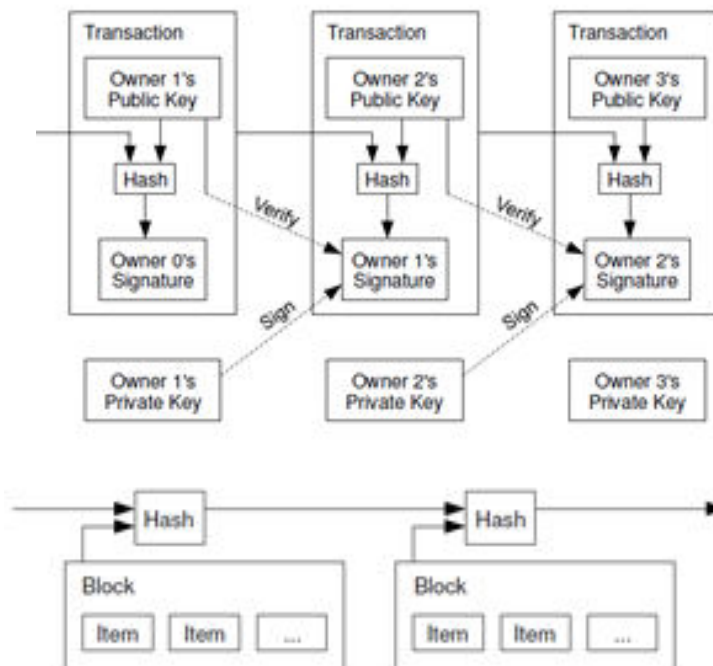 Transaction
Transaction
Transaction
Owner 1's
Public Key
Owner 2's
Public Key
Owner 3's
Public Key
Hash
Hash
Hash
Verify
Verify
Owner 0's
Signature
Owner 1's
Signature
Owner 2's
Signature
Sign
Sign
Owner 1's
Private Key
Owner 2's
Private Key
Owner 3's
Private Key
Hash
Hash
Block
Block
Item
Item
...
Item
Item
...